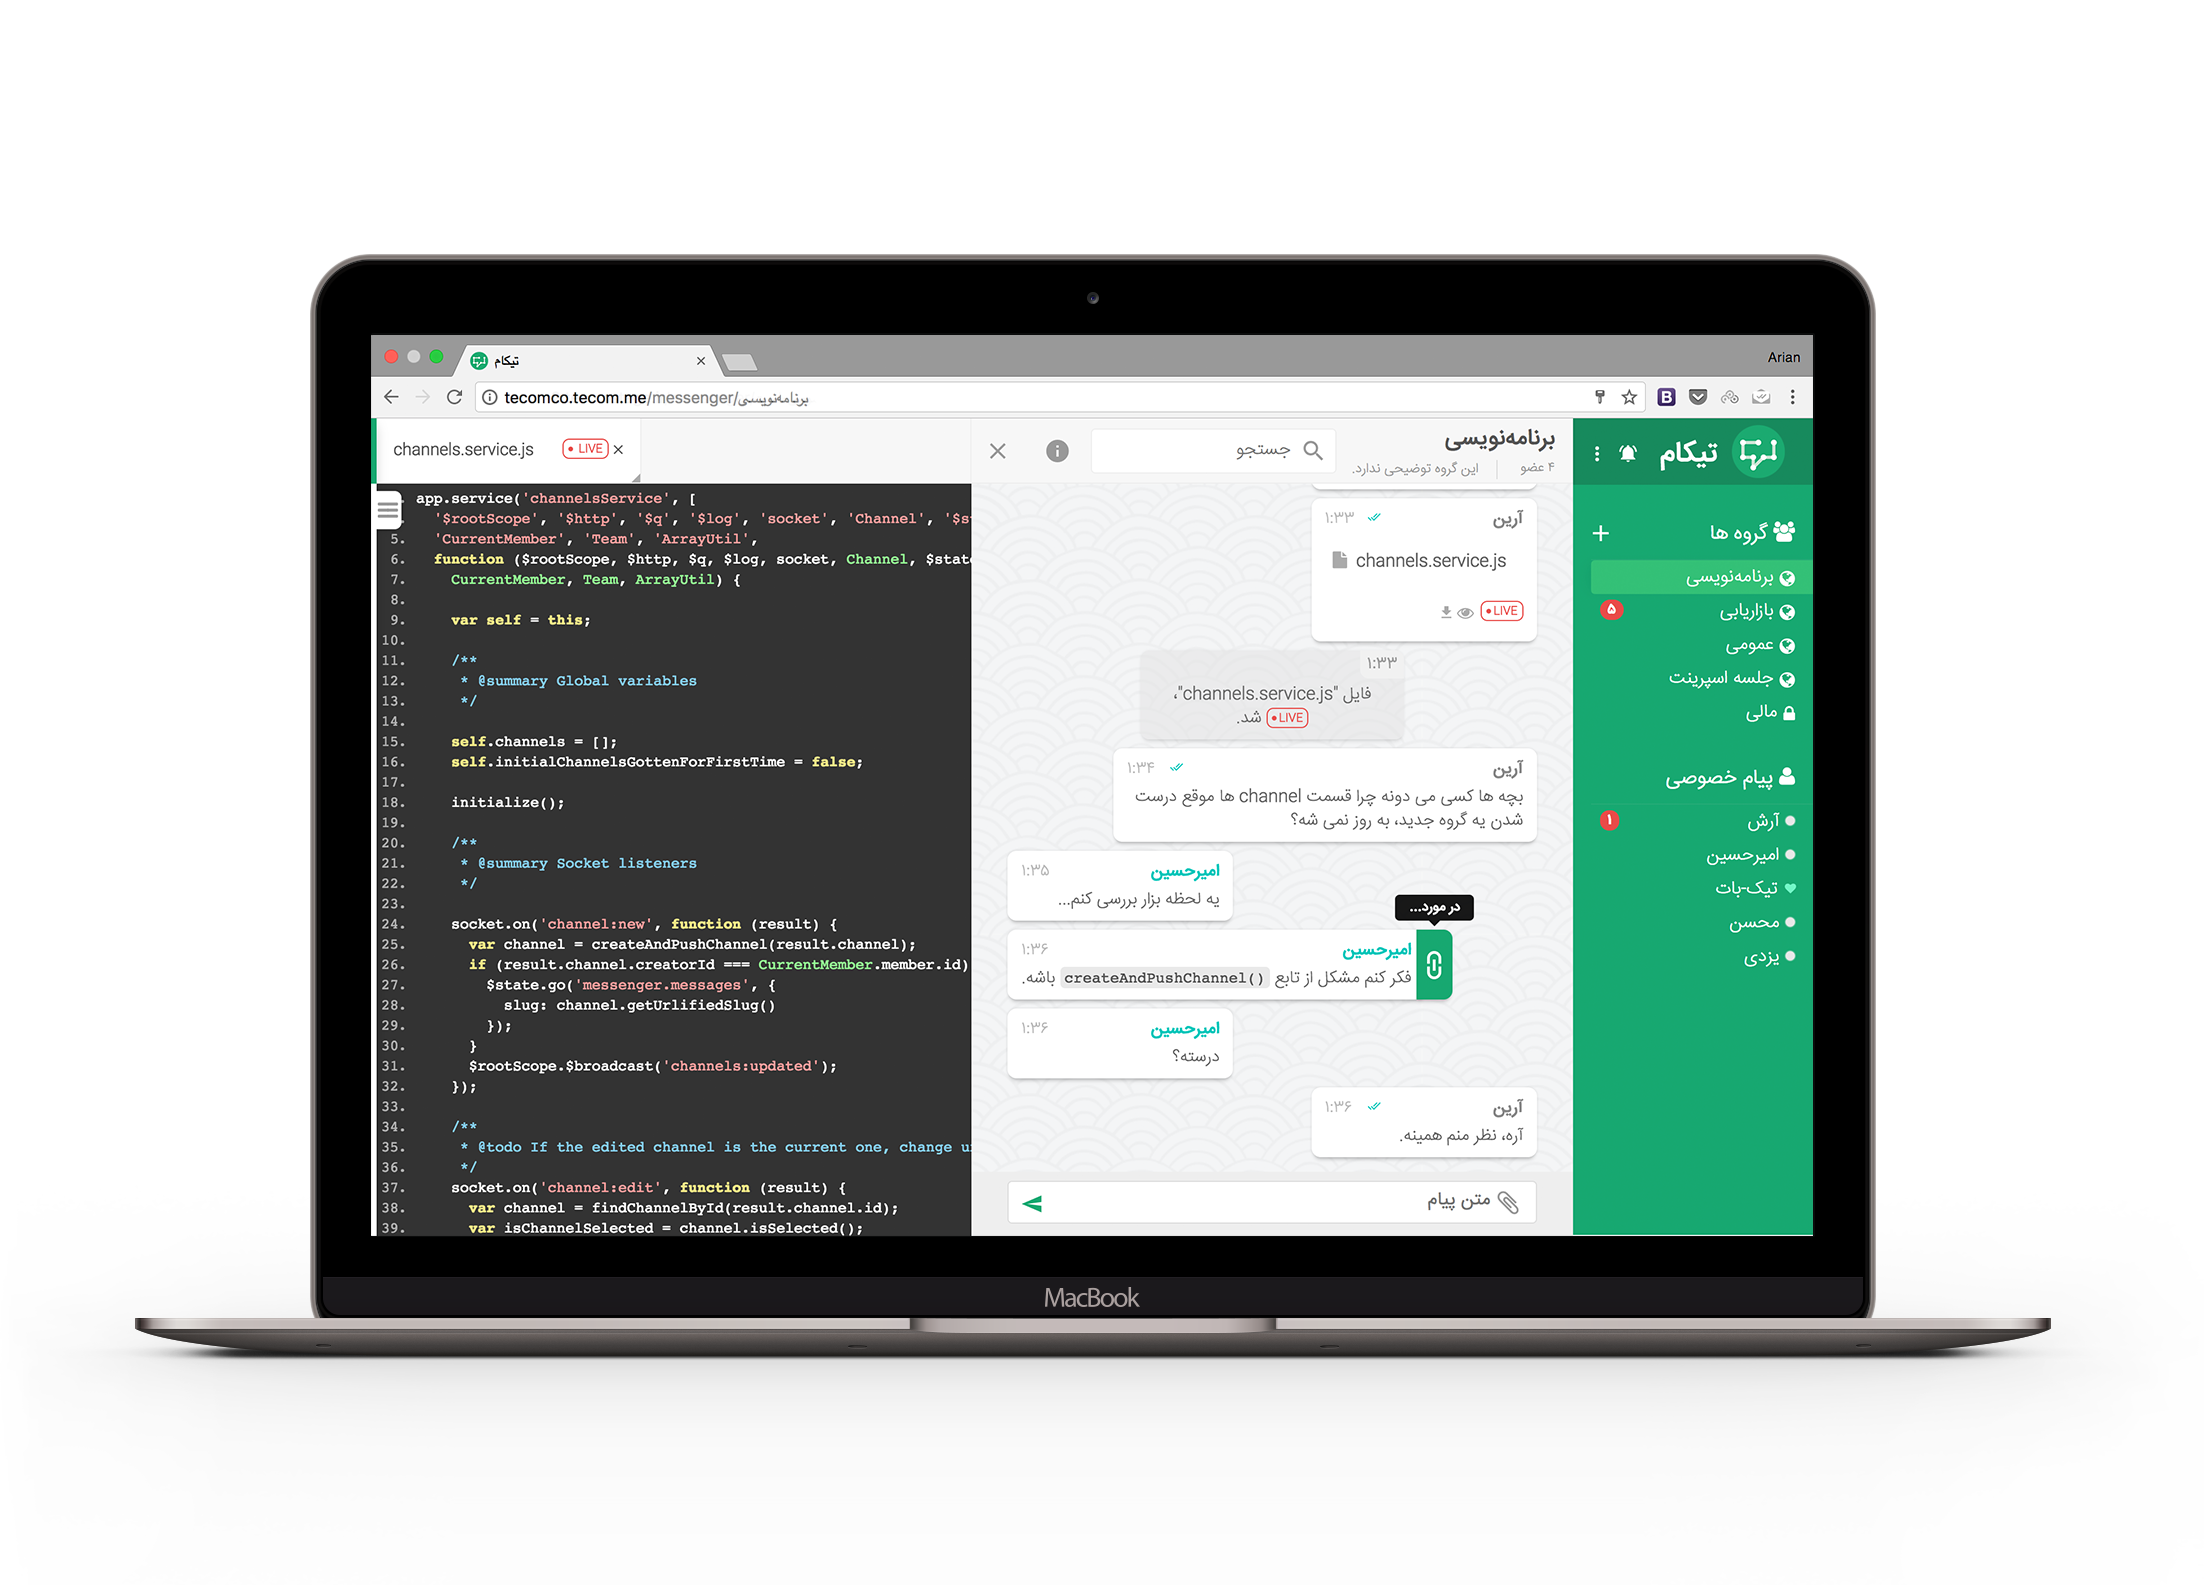 تیکام
Arian
tecomco.tecom.me/messenger/برنامه‌نویسی
B
channels.service.js
• LIVE
app.service('channelsService', [
'$rootScope', '$http', '$q', '$log', 'socket', 'Channel', '$st
5. 'CurrentMember', 'Team', 'ArrayUtil',
6. function ($rootScope, $http, $q, $log, socket, Channel, $stat
7. CurrentMember, Team, ArrayUtil) {
8.
9. var self = this;
10.
11. /**
12. * @summary Global variables
13. */
14.
15. self.channels = [];
16. self.initialChannelsGottenForFirstTime = false;
17.
18. initialize();
19.
20. /**
21. * @summary Socket listeners
22. */
23.
24. socket.on('channel:new', function (result) {
25. var channel = createAndPushChannel(result.channel);
26. if (result.channel.creatorId === CurrentMember.member.id)
27. $state.go('messenger.messages', {
28. slug: channel.getUrlifiedSlug()
29. });
30. }
31. $rootScope.$broadcast('channels:updated');
32. });
33.
34. /**
35. * @todo If the edited channel is the current one, change u
36. */
37. socket.on('channel:edit', function (result) {
38. var channel = findChannelById(result.channel.id);
39. var isChannelSelected = channel.isSelected();
برنامه‌نویسی
۴ عضو
این گروه توضیحی ندارد.
جستجو
آرین
۱:۳۳
channels.service.js
• LIVE
۱:۳۳
فایل "channels.service.js"،
• LIVE شد.
آرین
۱:۳۴
بچه ها کسی می دونه چرا قسمت channel ها موقع درست
شدن یه گروه جدید، به روز نمی شه؟
امیرحسین
۱:۳۵
یه لحظه بزار بررسی کنم...
در مورد...
امیرحسین
۱:۳۶
فکر کنم مشکل از تابع createAndPushChannel() باشه.
امیرحسین
۱:۳۶
درسته؟
آرین
۱:۳۶
آره، نظر منم همینه.
متن پیام
تیکام
گروه ها
برنامه‌نویسی
بازاریابی
۵
عمومی
جلسه اسپرینت
مالی
پیام خصوصی
آرش
۱
امیرحسین
تیک-بات
محسن
یزدی
MacBook